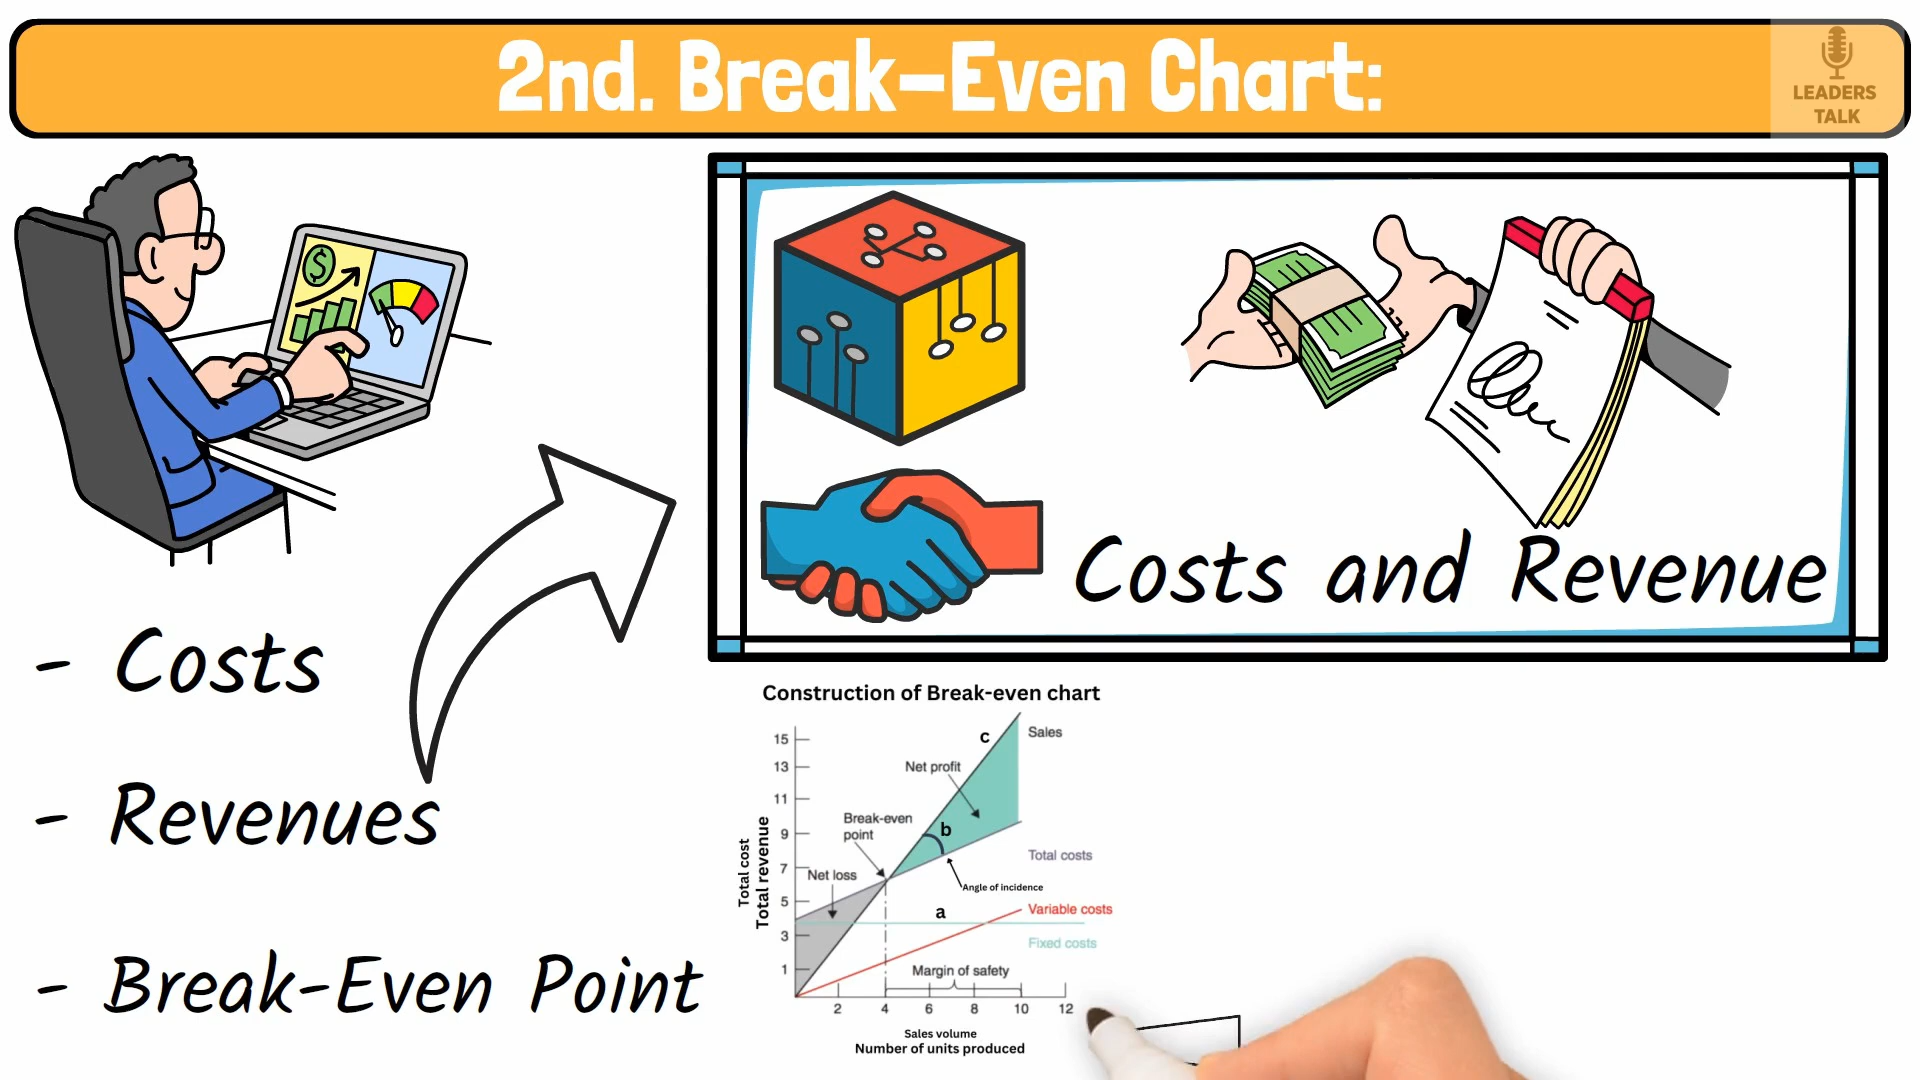 2nd. Break-Even Chart:
LEADERS
TALK
$
Costs and Revenue
- Costs
- Revenues
- Break-Even Point
Construction of Break-even chart
15
13
11
9
7
5
3
1
Total cost
Total revenue
c
Sales
Net profit
Break-even
point
b
Total costs
Net loss
Angle of incidence
a
Variable costs
Fixed costs
Margin of safety
2 4 6 8 10 12
Sales volume
Number of units produced